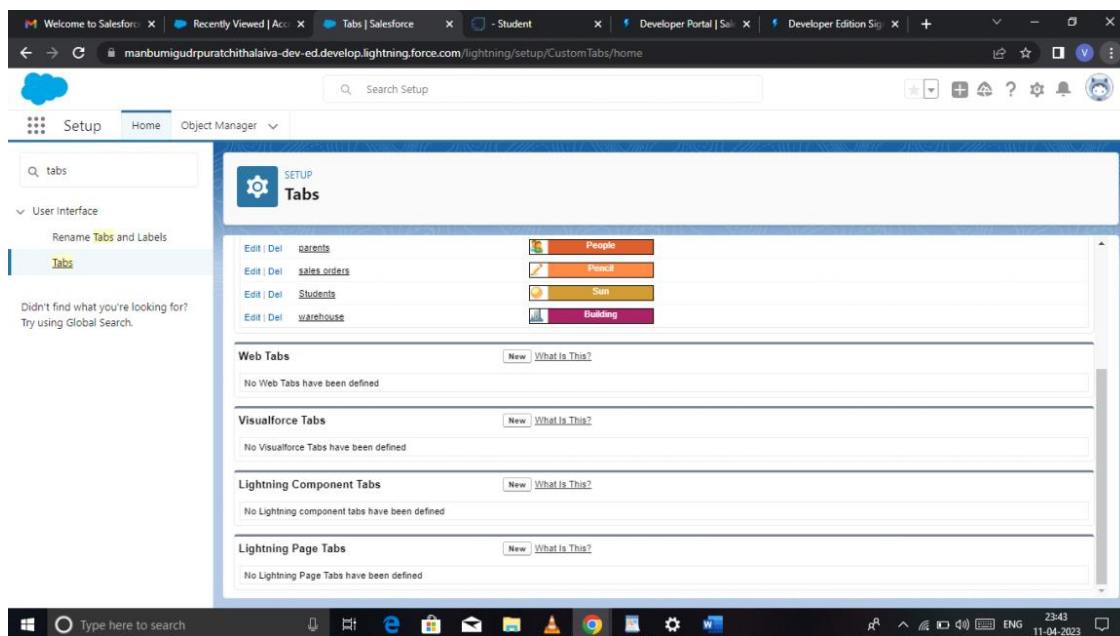 Welcome to Salesforc
Recently Viewed | Acc
Tabs | Salesforce
- Student
Developer Portal | Sal
Developer Edition Sig
manbumigudrpuratchithalaiva-dev-ed.develop.lightning.force.com/lightning/setup/CustomTabs/home
V
Search Setup
Setup
Home
Object Manager
tabs
SETUP
Tabs
User Interface
Rename Tabs and Labels
Tabs
Didn't find what you're looking for?
Try using Global Search.
Edit | Del parents People
Edit | Del sales orders Pencil
Edit | Del Students Sun
Edit | Del warehouse Building
Web Tabs New What Is This?
No Web Tabs have been defined
Visualforce Tabs New What Is This?
No Visualforce Tabs have been defined
Lightning Component Tabs New What Is This?
No Lightning component tabs have been defined
Lightning Page Tabs New What Is This?
No Lightning Page Tabs have been defined
Type here to search
ENG
23:43
11-04-2023